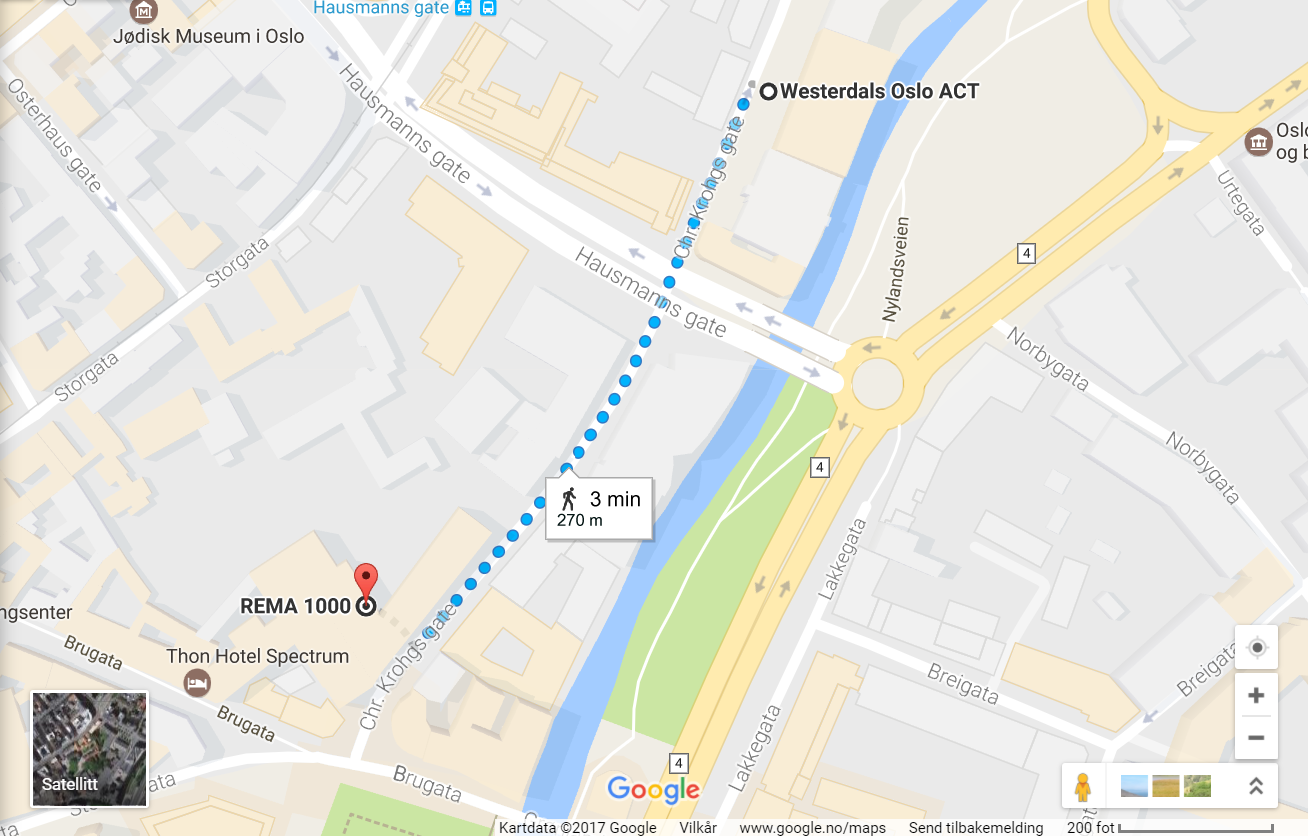 Hausmanns gate
Jødisk Museum i Oslo
Westerdals Oslo ACT
Hausmanns gate
Osterhaus gate
Chr. Krohgs gate
Oslo
og b
Urtegata
Storgata
Nylandsveien
4
Hausmanns gate
Norbygata
Storgata
4
Norbygata
3 min
270 m
Lakkegata
REMA 1000
ngsenter
Chr. Krohgs gate
Brugata
Thon Hotel Spectrum
Breigata
Breigata
Brugata
Lakkegata
4
Brugata
Satellitt
gata
Google
Kartdata ©2017 Google Vilkår www.google.no/maps Send tilbakemelding 200 fot